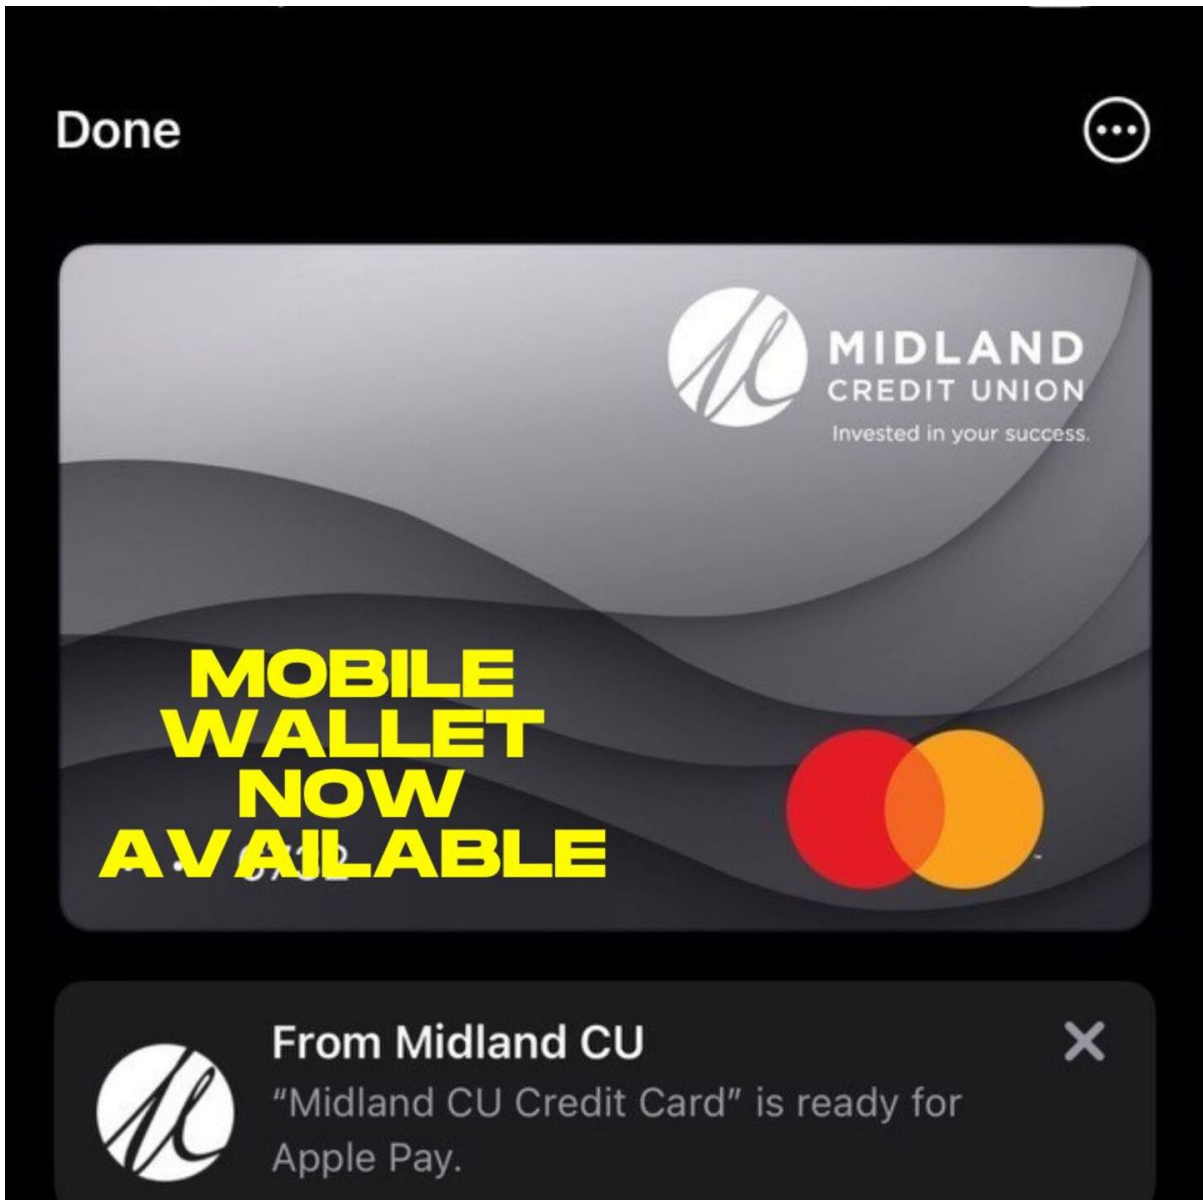 Done
MIDLAND
CREDIT UNION
Invested in your success.
MOBILE
WALLET
NOW
AVAILABLE
From Midland CU
“Midland CU Credit Card” is ready for
Apple Pay.